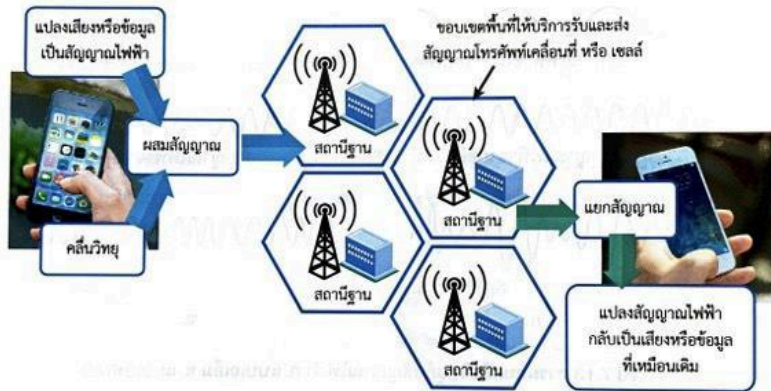 แปลงเสียงหรือข้อมูล
เป็นสัญญาณไฟฟ้า
ขอบเขตพื้นที่ให้บริการรับและส่ง
สัญญาณโทรศัพท์เคลื่อนที่ หรือ เซลล์
ผสมสัญญาณ
คลื่นวิทยุ
สถานีฐาน
สถานีฐาน
สถานีฐาน
สถานีฐาน
แยกสัญญาณ
แปลงสัญญาณไฟฟ้า
กลับเป็นเสียงหรือข้อมูล
ที่เหมือนเดิม